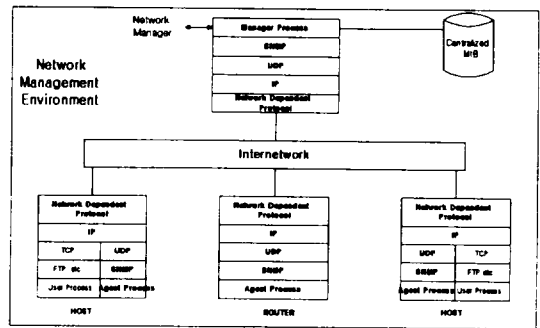 Network
Manager
Manager Process
SNMP
UDP
IP
Network Dependent
Protocol
Centralized
MIB
Network
Management
Environment
Internetwork
Network Dependent
Protocol
IP
TCP UDP
FTP etc SNMP
User Process Agent Process
HOST
Network Dependent
Protocol
IP
UDP
SNMP
Agent Process
ROUTER
Network Dependent
Protocol
IP
UDP TCP
SNMP FTP etc
Agent Process User Process
HOST